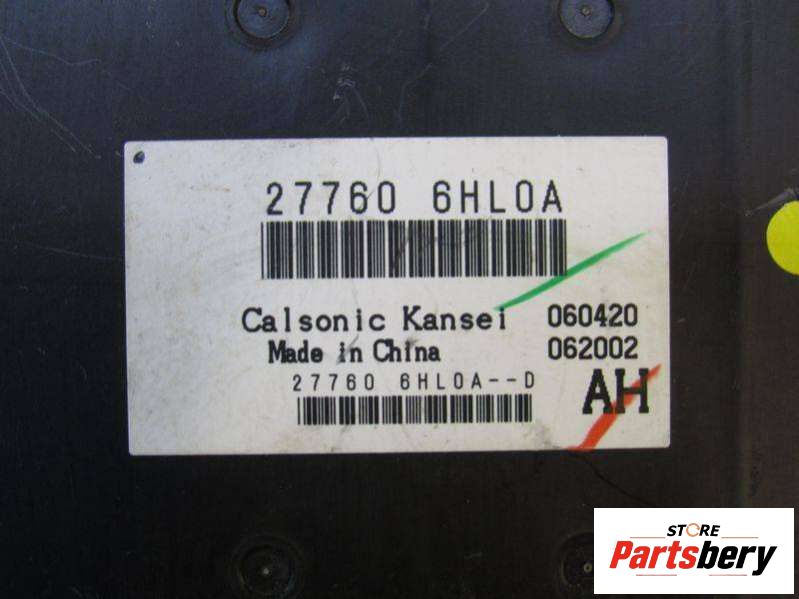 27760 6HL0A
Calsonic Kansei 060420
Made in China 062002
27760 6HL0A--D
AH
STORE
Partsbery